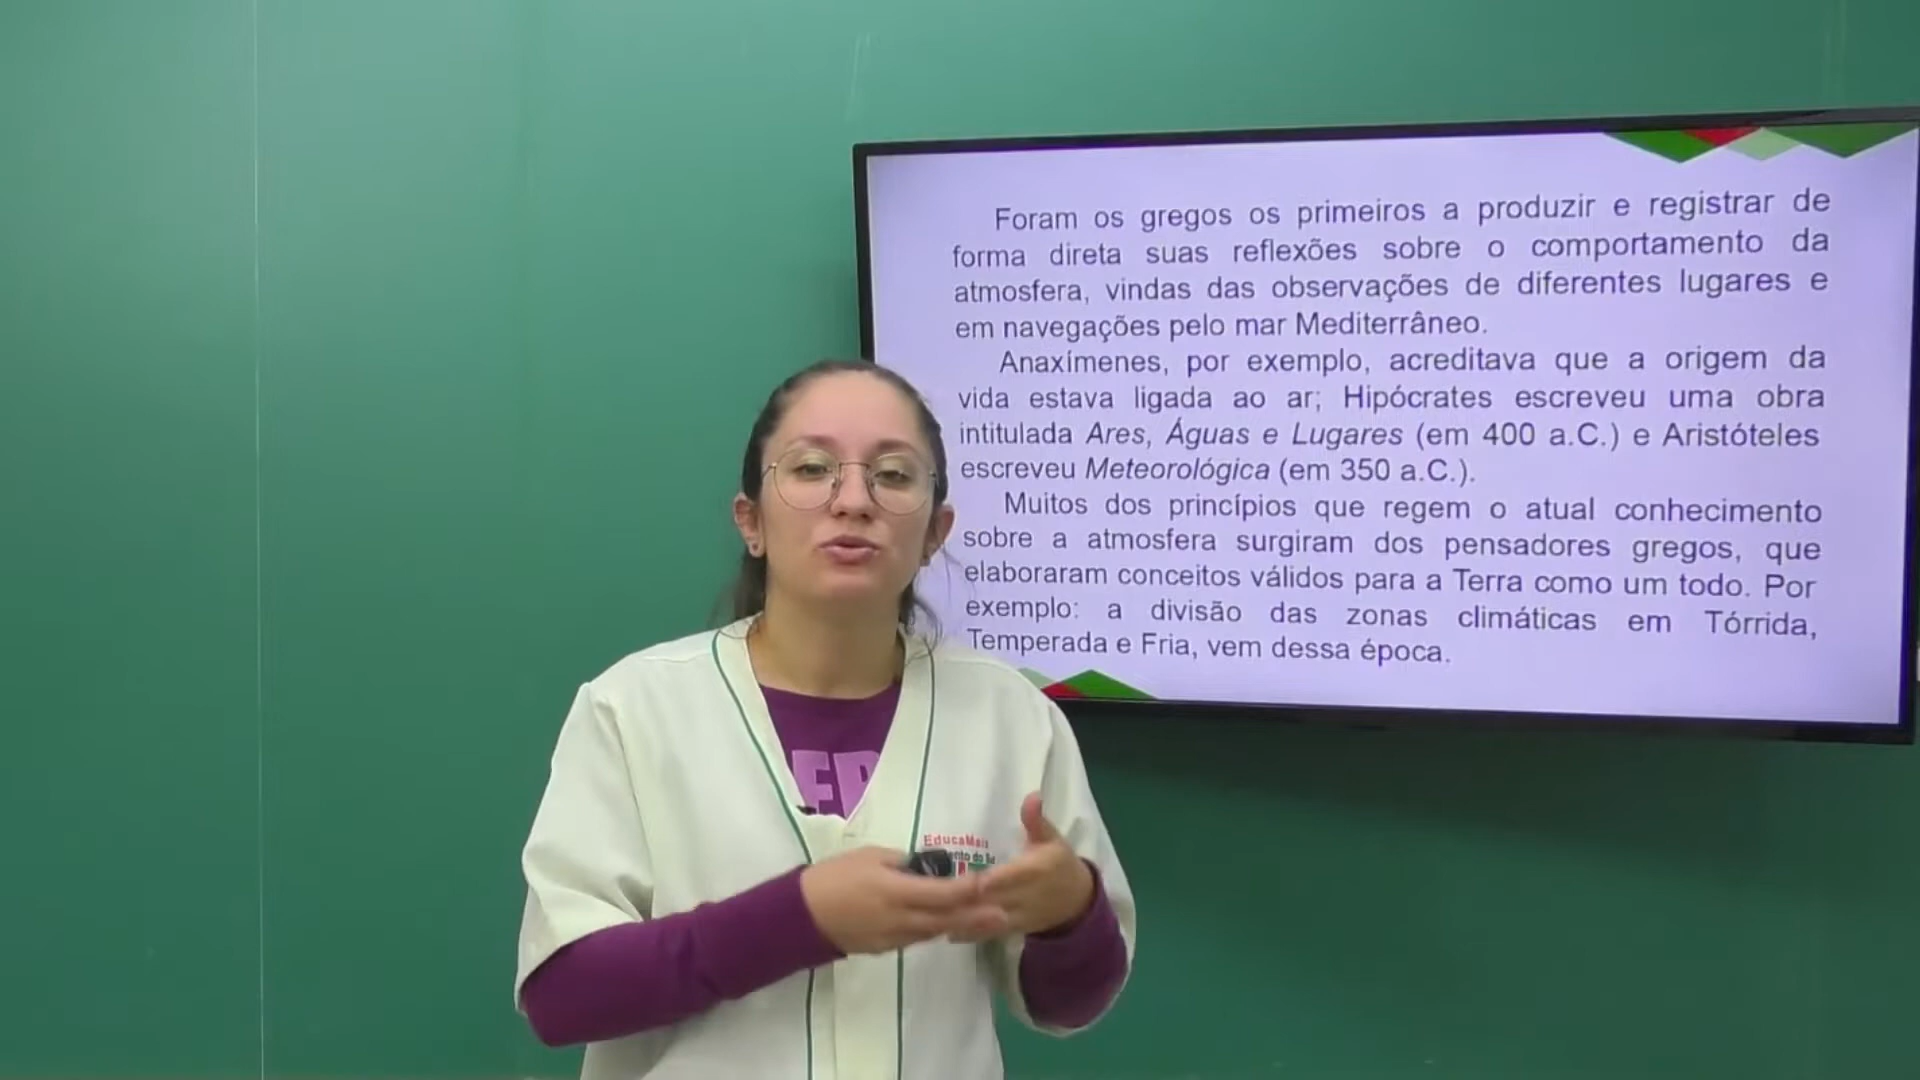 Foram os gregos os primeiros a produzir e registrar de
forma direta suas reflexões sobre o comportamento da
atmosfera, vindas das observações de diferentes lugares e
em navegações pelo mar Mediterrâneo.
Anaxímenes, por exemplo, acreditava que a origem da
vida estava ligada ao ar; Hipócrates escreveu uma obra
intitulada Ares, Águas e Lugares (em 400 a.C.) e Aristóteles
escreveu Meteorológica (em 350 a.C.).
Muitos dos princípios que regem o atual conhecimento
sobre a atmosfera surgiram dos pensadores gregos, que
elaboraram conceitos válidos para a Terra como um todo. Por
exemplo: a divisão das zonas climáticas em Tórrida,
Temperada e Fria, vem dessa época.
EducaMais
do Sul